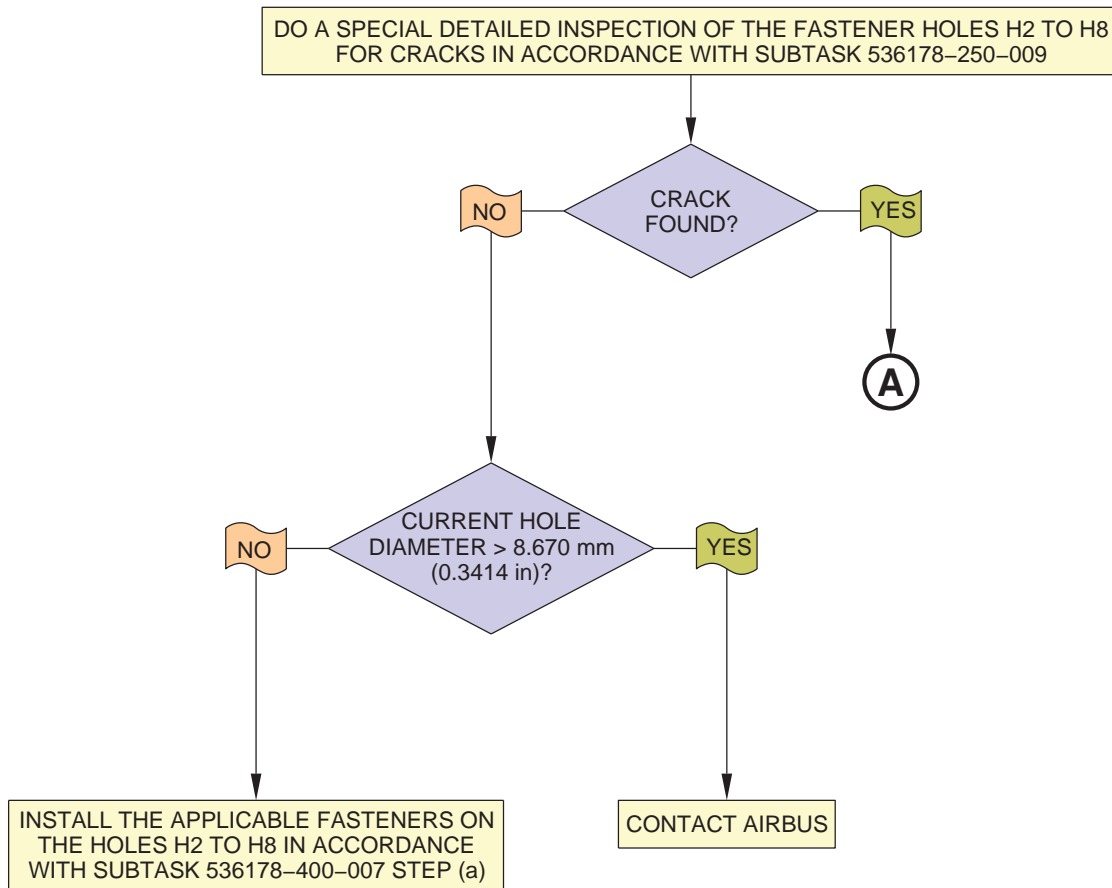 DO A SPECIAL DETAILED INSPECTION OF THE FASTENER HOLES H2 TO H8
FOR CRACKS IN ACCORDANCE WITH SUBTASK 536178–250–009
CRACK
FOUND?
NO
YES
A
CURRENT HOLE
DIAMETER > 8.670 mm
(0.3414 in)?
NO
YES
INSTALL THE APPLICABLE FASTENERS ON
THE HOLES H2 TO H8 IN ACCORDANCE
WITH SUBTASK 536178–400–007 STEP (a)
CONTACT AIRBUS